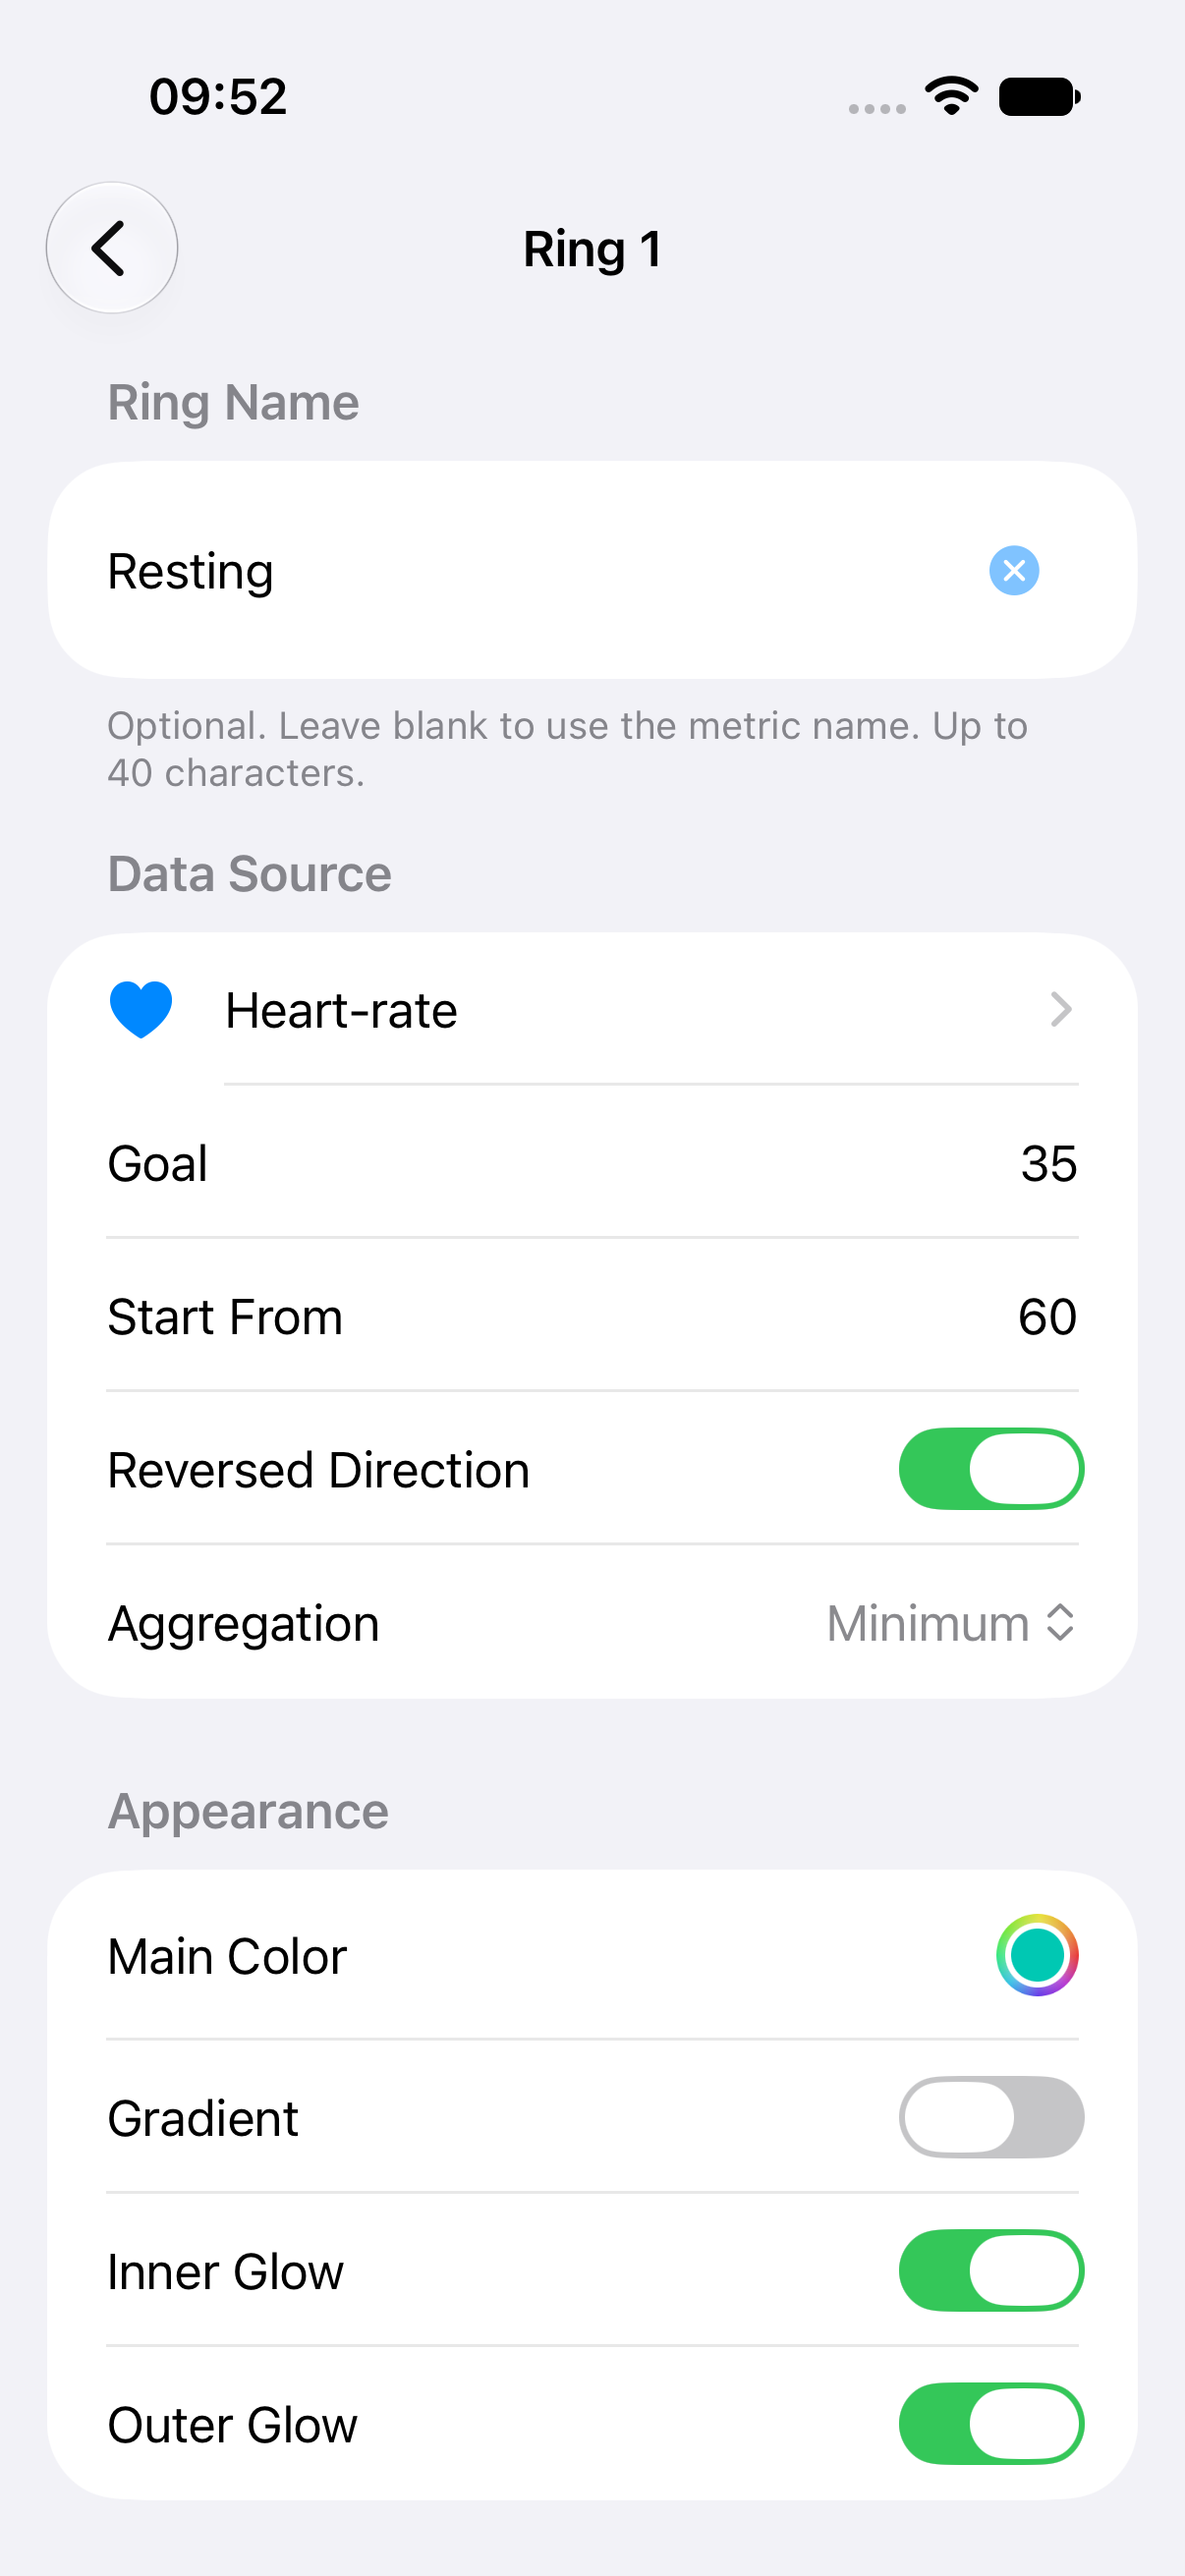 09:52
Ring 1
Ring Name
Resting
Optional. Leave blank to use the metric name. Up to
40 characters.
Data Source
Heart-rate
Goal 35
Start From 60
Reversed Direction
Aggregation Minimum
Appearance
Main Color
Gradient
Inner Glow
Outer Glow